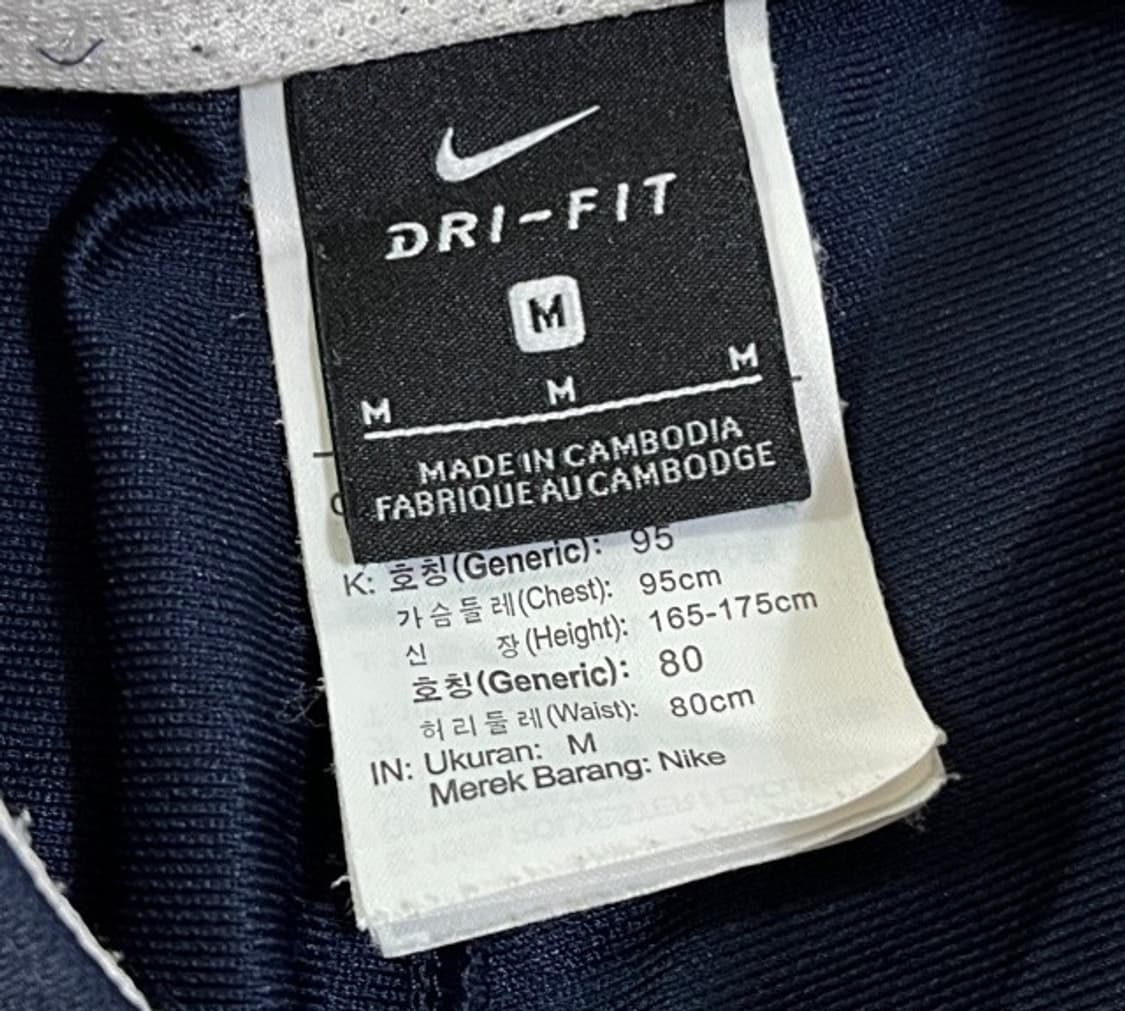 DRI-FIT
M
M M M
MADE IN CAMBODIA
FABRIQUE AU CAMBODGE
K: 호칭(Generic): 95
가슴둘레(Chest): 95cm
신 장(Height): 165-175cm
호칭(Generic): 80
허리둘레(Waist): 80cm
IN: Ukuran: M
Merek Barang: Nike